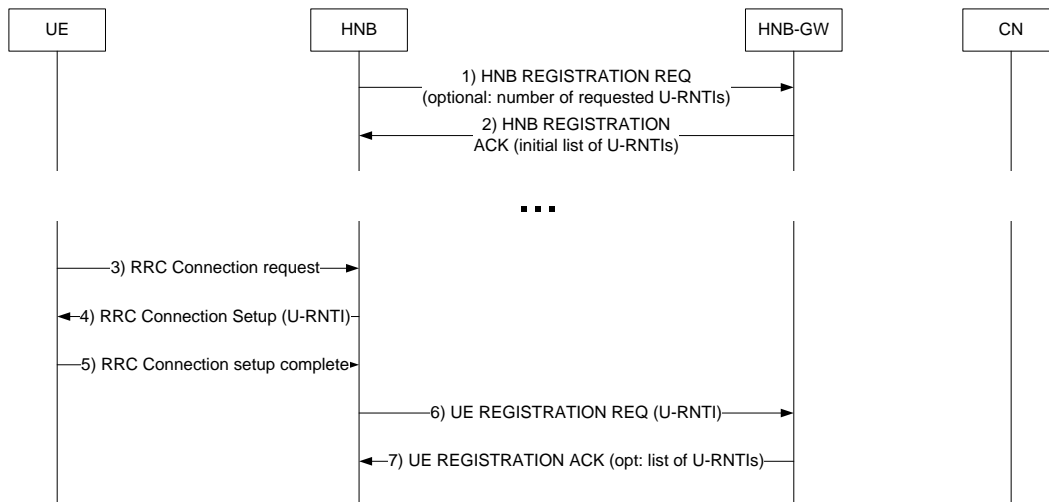 UE
HNB
HNB-GW
CN
1) HNB REGISTRATION REQ
(optional: number of requested U-RNTIs)
2) HNB REGISTRATION
ACK (initial list of U-RNTIs)
...
3) RRC Connection request
4) RRC Connection Setup (U-RNTI)
5) RRC Connection setup complete
6) UE REGISTRATION REQ (U-RNTI)
7) UE REGISTRATION ACK (opt: list of U-RNTIs)